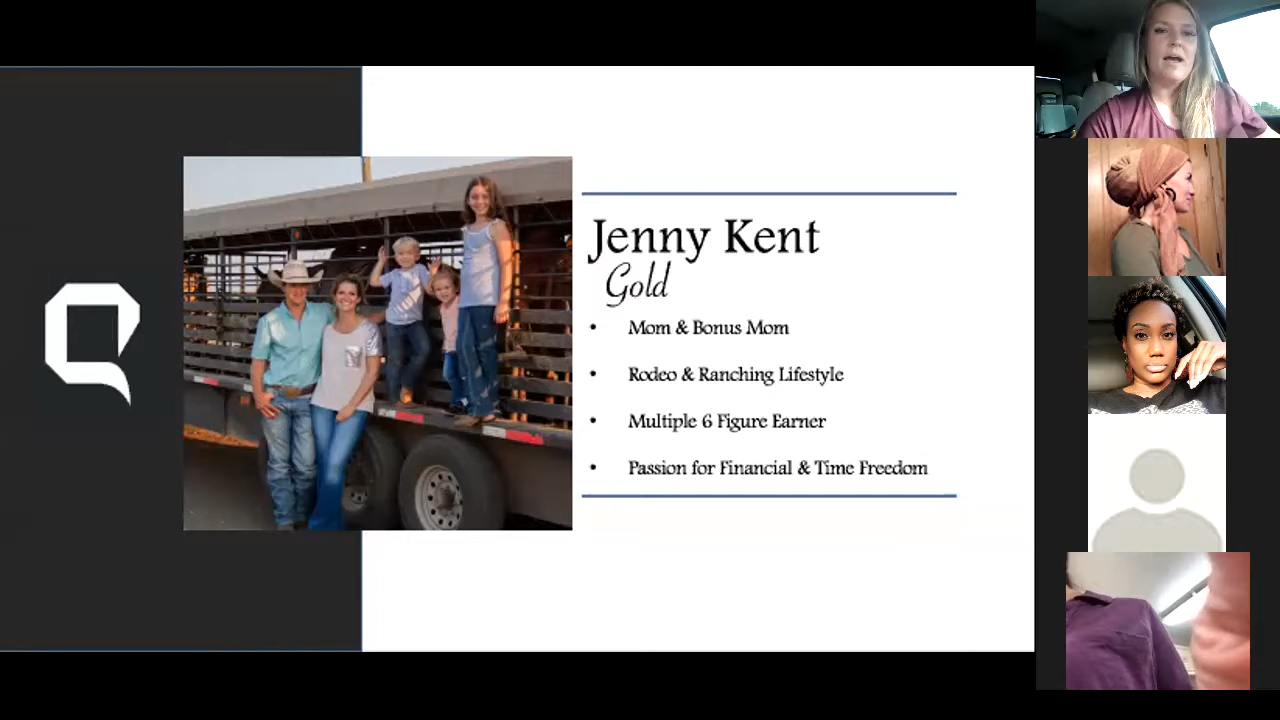 Jenny Kent
Gold
• Mom & Bonus Mom
• Rodeo & Ranching Lifestyle
• Multiple 6 Figure Earner
• Passion for Financial & Time Freedom